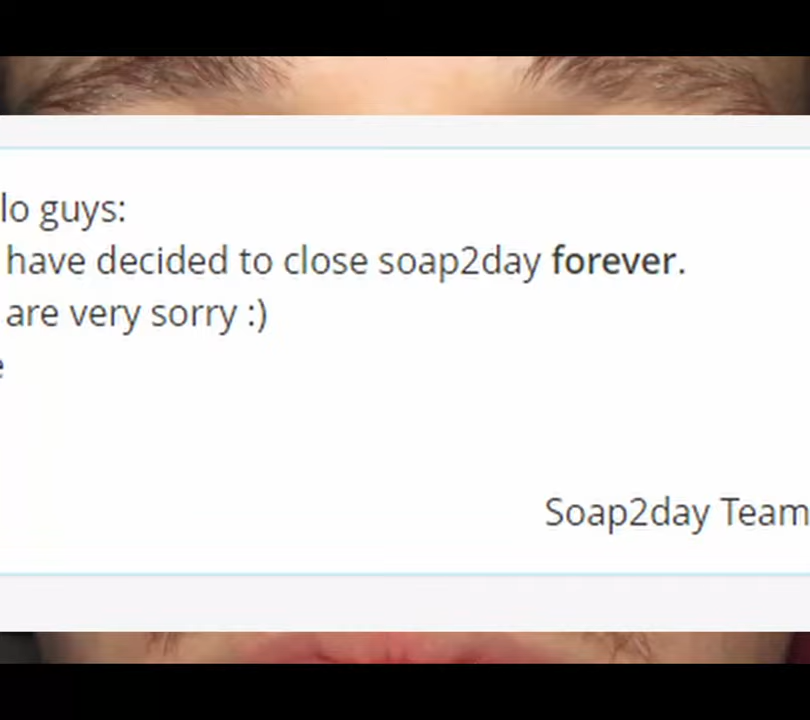 lo guys:
have decided to close soap2day forever.
are very sorry :)
e
Soap2day Team